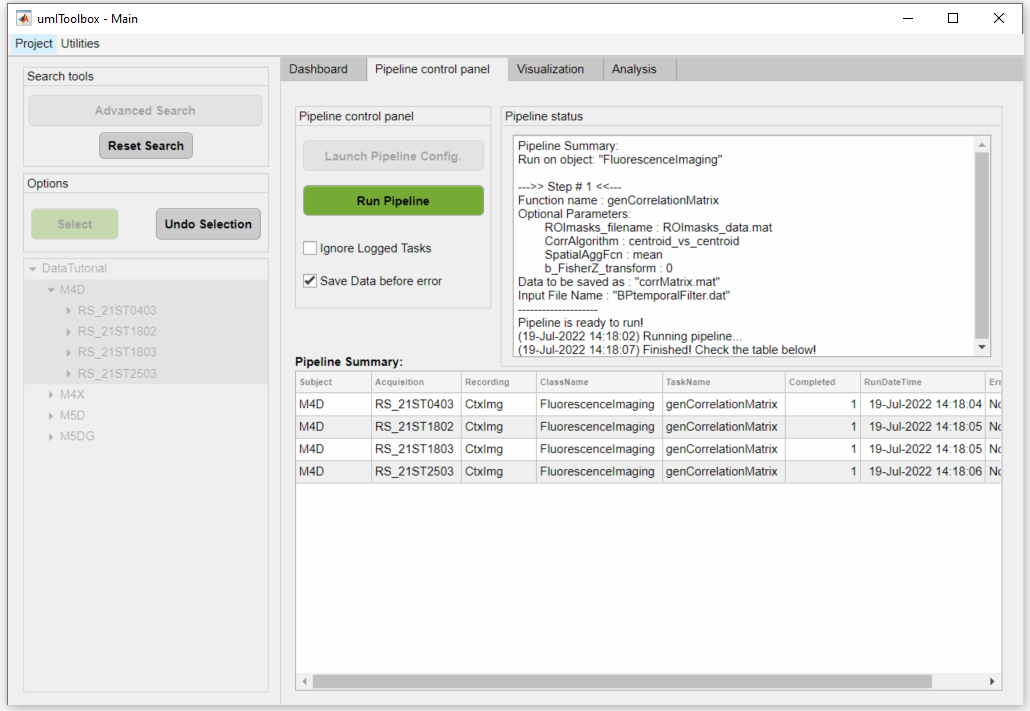 umIToolbox - Main
Project Utilities
Search tools
Advanced Search
Reset Search
Options
Select Undo Selection
DataTutorial
M4D
RS_21ST0403
RS_21ST1802
RS_21ST1803
RS_21ST2503
M4X
M5D
M5DG
Dashboard Pipeline control panel Visualization Analysis
Pipeline control panel
Launch Pipeline Config.
Run Pipeline
Ignore Logged Tasks
Save Data before error
Pipeline status
Pipeline Summary:
Run on object: "FluorescenceImaging"
--->> Step # 1 <<---
Function name : genCorrelationMatrix
Optional Parameters:
ROImasks_filename : ROImasks_data.mat
CorrAlgorithm : centroid_vs_centroid
SpatialAggFcn : mean
b_FisherZ_transform : 0
Data to be saved as : "corrMatrix.mat"
Input File Name : "BPtemporalFilter.dat"
--------------------
Pipeline is ready to run!
(19-Jul-2022 14:18:02) Running pipeline...
(19-Jul-2022 14:18:07) Finished! Check the table below!
Pipeline Summary:
Subject Acquisition Recording ClassName TaskName Completed RunDateTime Err
M4D RS_21ST0403 CtxImg FluorescenceImaging genCorrelationMatrix 1 19-Jul-2022 14:18:04 No
M4D RS_21ST1802 CtxImg FluorescenceImaging genCorrelationMatrix 1 19-Jul-2022 14:18:05 No
M4D RS_21ST1803 CtxImg FluorescenceImaging genCorrelationMatrix 1 19-Jul-2022 14:18:05 No
M4D RS_21ST2503 CtxImg FluorescenceImaging genCorrelationMatrix 1 19-Jul-2022 14:18:06 No